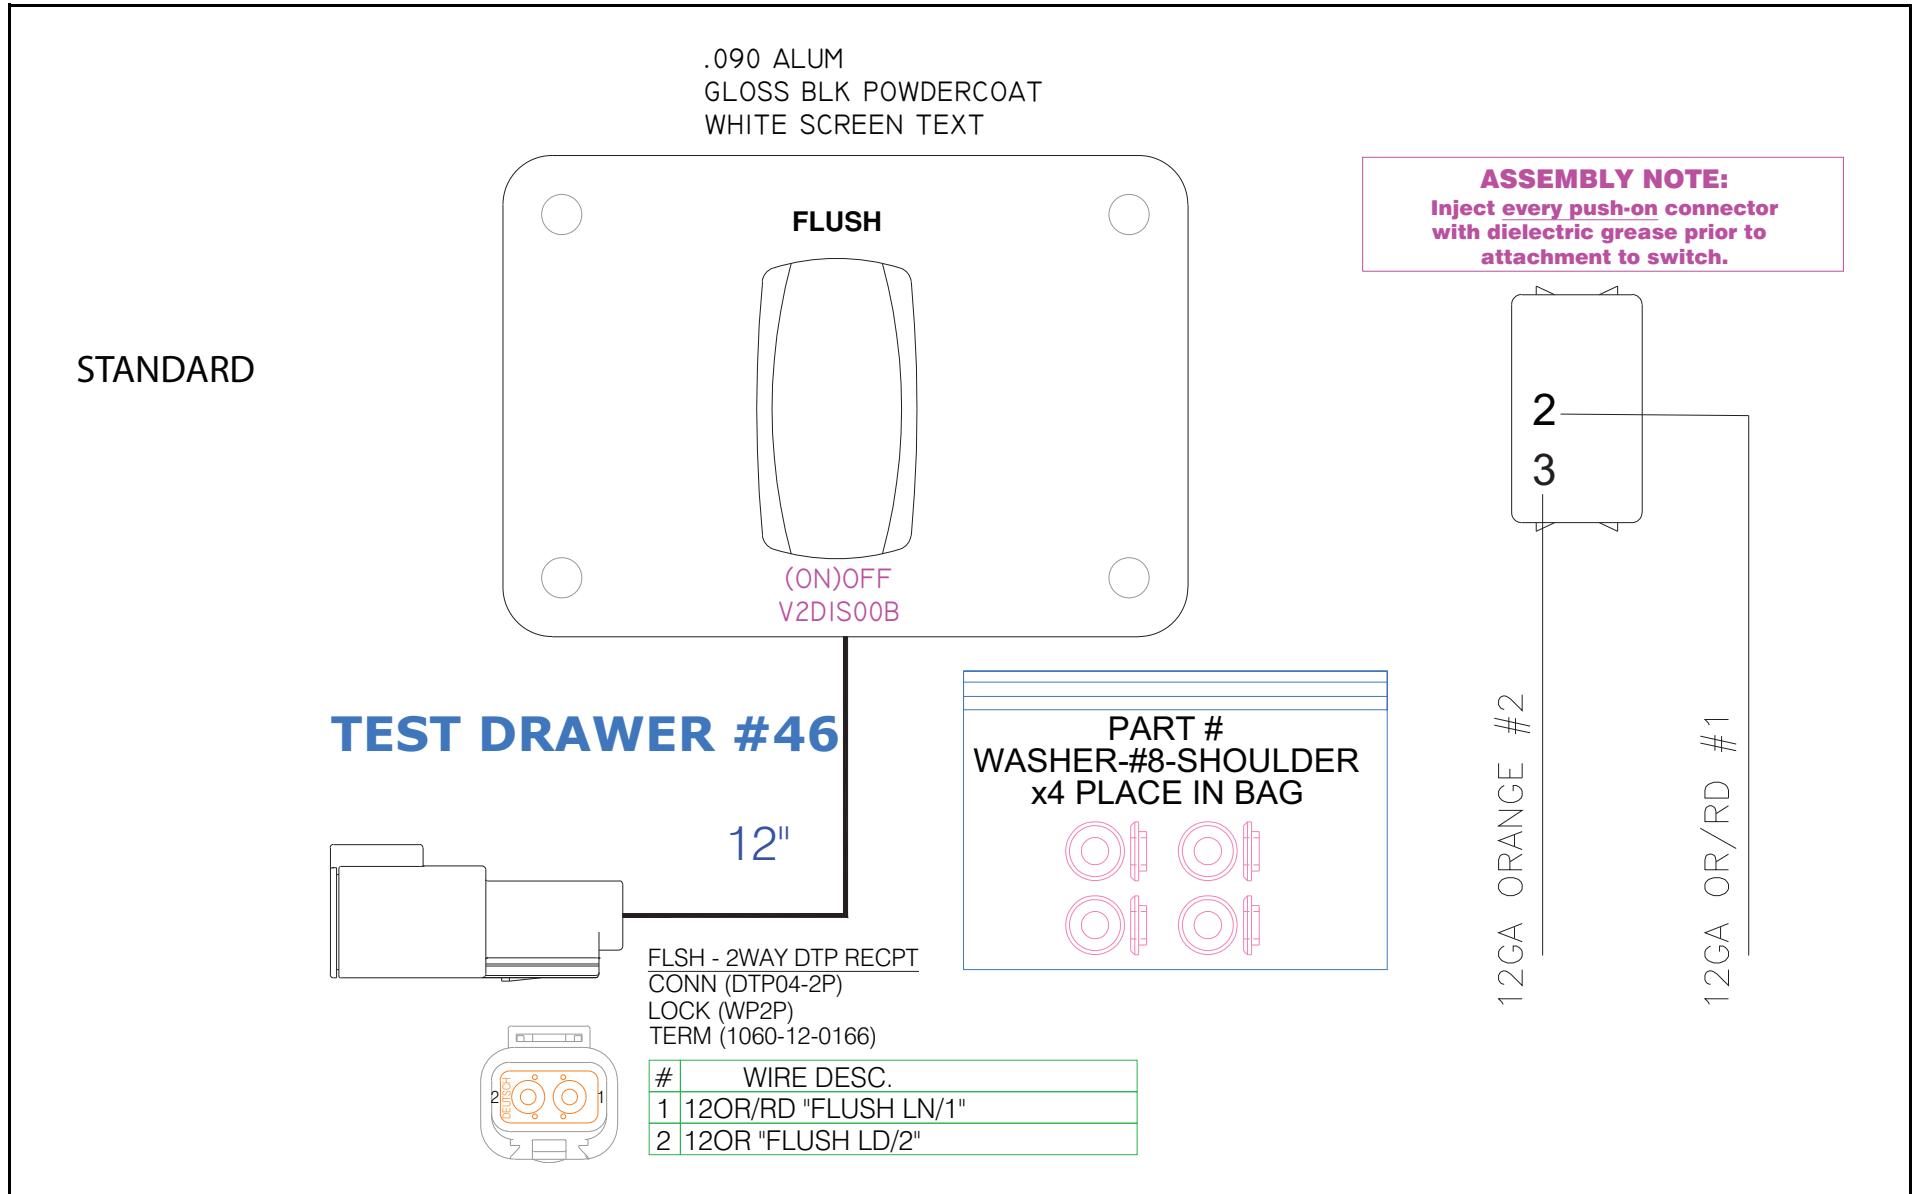 .090 ALUM
GLOSS BLK POWDERCOAT
WHITE SCREEN TEXT
ASSEMBLY NOTE:
Inject every push-on connector
with dielectric grease prior to
attachment to switch.
FLUSH
STANDARD
2
3
(ON)OFF
V2DIS00B
TEST DRAWER #46
12"
PART #
WASHER-#8-SHOULDER
x4 PLACE IN BAG
12GA ORANGE #2
12GA OR/RD #1
FLSH - 2WAY DTP RECPT
CONN (DTP04-2P)
LOCK (WP2P)
TERM (1060-12-0166)
2 DEUTSCH 1
# WIRE DESC.
1 12OR/RD "FLUSH LN/1"
2 12OR "FLUSH LD/2"